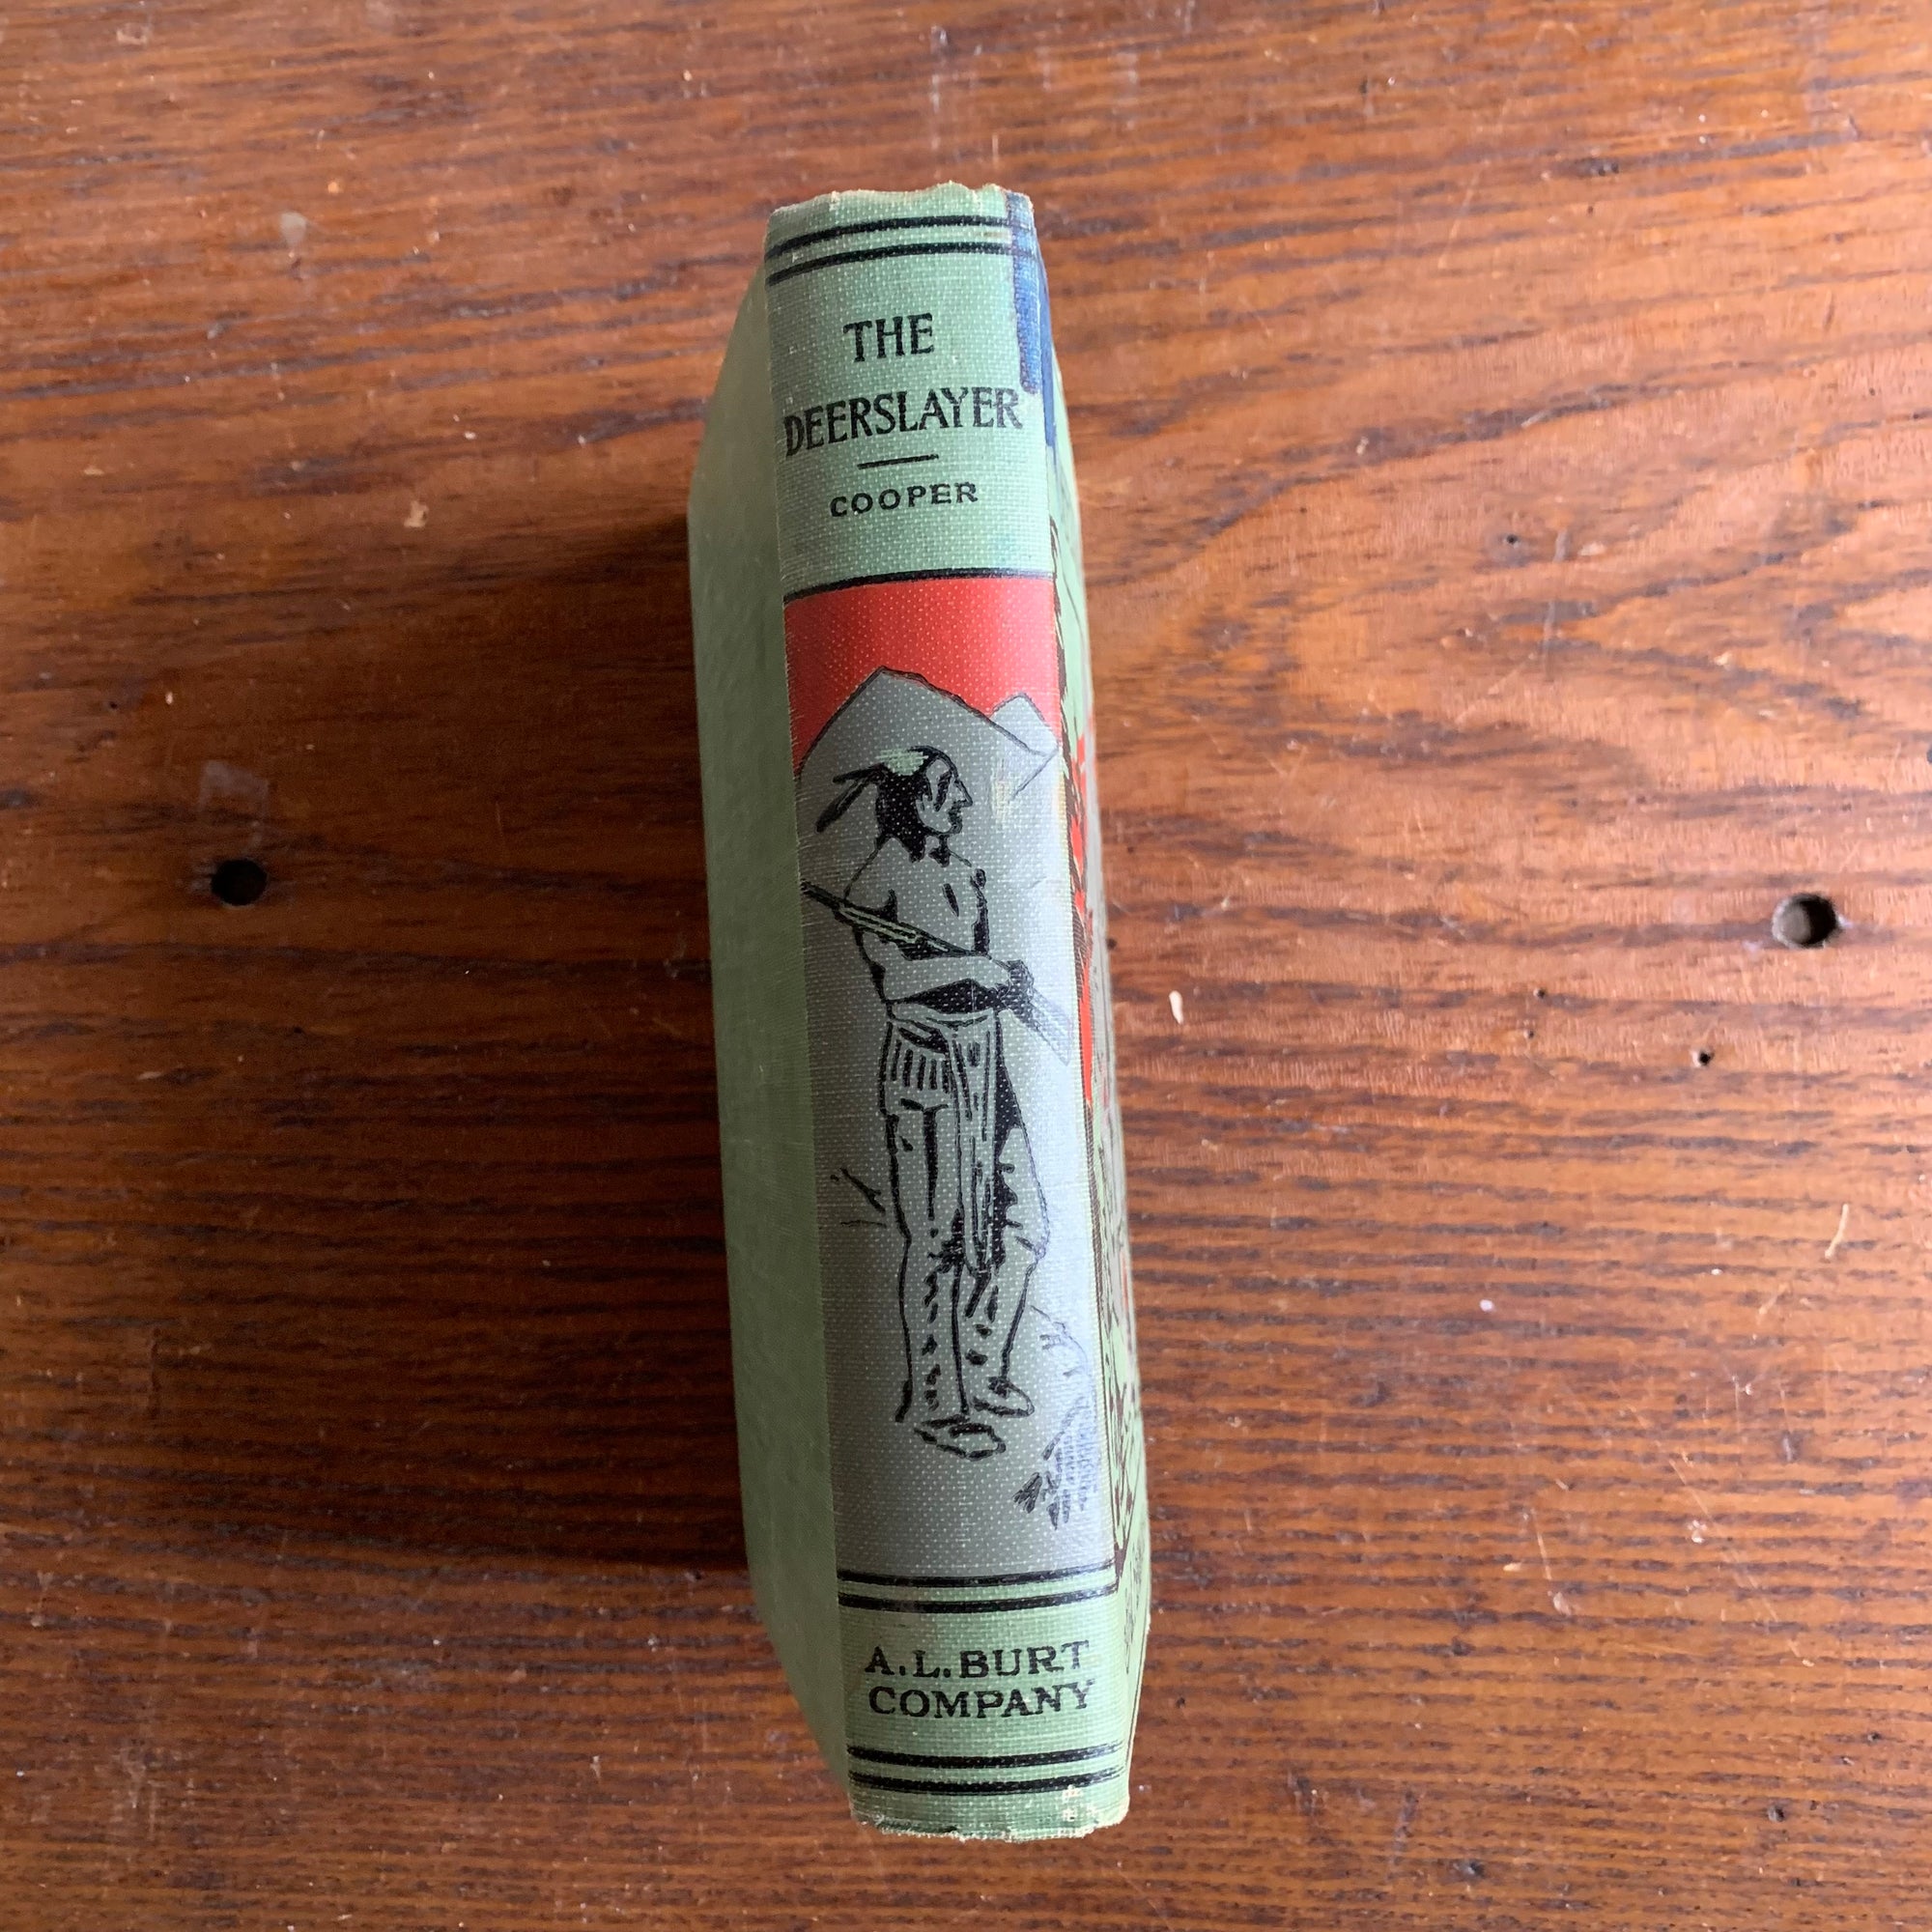 THE
DEERSLAYER
COOPER
A.L.BURT
COMPANY